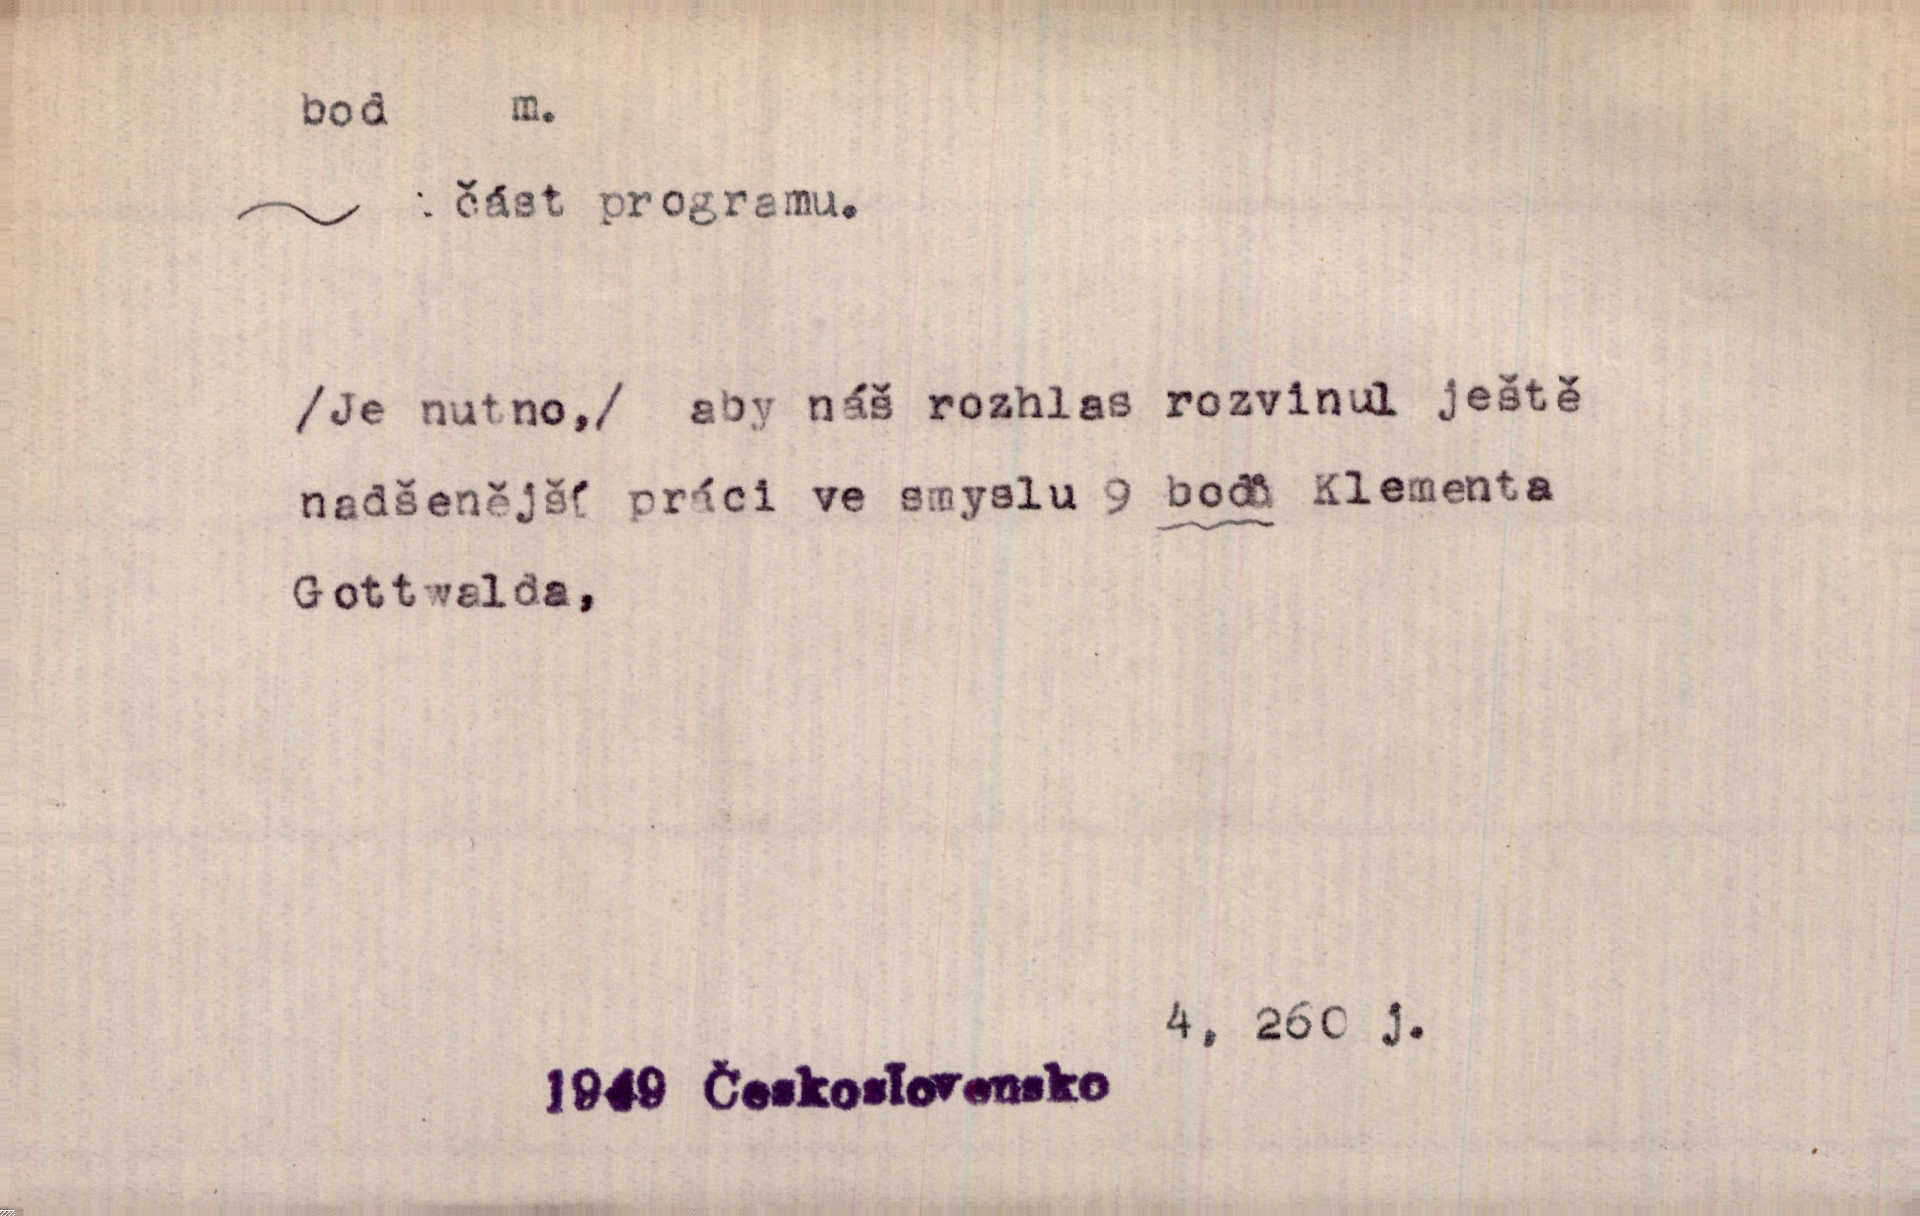 bod m.
: část programu.
/Je nutno,/ aby náš rozhlas rozvinul ještě
nadšenější práci ve smyslu 9 bodů Klementa
Gottwalda,
4, 260 j.
1949 Československo